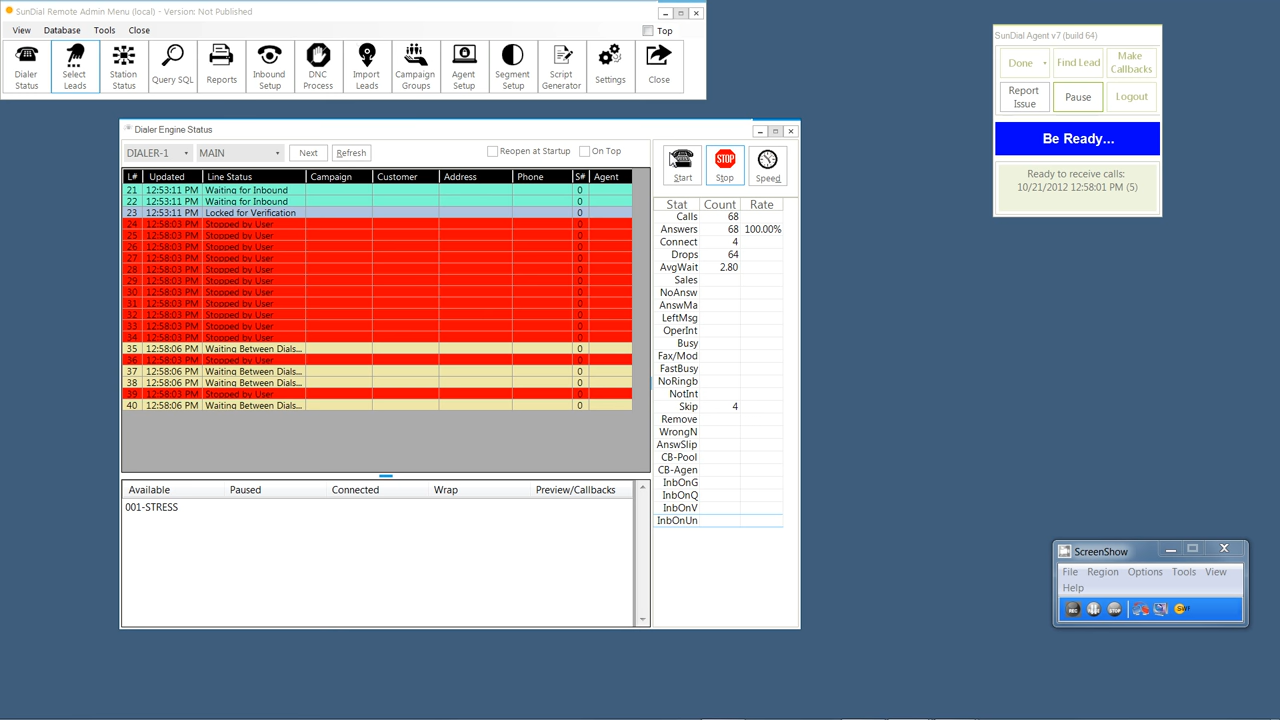 SunDial Remote Admin Menu (local) - Version: Not Published
View Database Tools Close
Top
Dialer Status
Select Leads
Station Status
Query SQL
Reports
Inbound Setup
DNC Process
Import Leads
Campaign Groups
Agent Setup
Segment Setup
Script Generator
Settings
Close
SunDial Agent v7 (build 64)
Done
Find Lead
Make Callbacks
Report Issue
Pause
Logout
Be Ready...
Ready to receive calls:
10/21/2012 12:58:01 PM (5)
Dialer Engine Status
DIALER-1 MAIN Next Refresh
Reopen at Startup On Top
Start
STOP
Stop
Speed
L# Updated Line Status Campaign Customer Address Phone S# Agent
21 12:53:11 PM Waiting for Inbound 0
22 12:53:11 PM Waiting for Inbound 0
23 12:53:11 PM Locked for Verification 0
24 12:58:03 PM Stopped by User 0
25 12:58:03 PM Stopped by User 0
26 12:58:03 PM Stopped by User 0
27 12:58:03 PM Stopped by User 0
28 12:58:03 PM Stopped by User 0
29 12:58:03 PM Stopped by User 0
30 12:58:03 PM Stopped by User 0
31 12:58:03 PM Stopped by User 0
32 12:58:03 PM Stopped by User 0
33 12:58:03 PM Stopped by User 0
34 12:58:03 PM Stopped by User 0
35 12:58:06 PM Waiting Between Dials... 0
36 12:58:03 PM Stopped by User 0
37 12:58:06 PM Waiting Between Dials... 0
38 12:58:06 PM Waiting Between Dials... 0
39 12:58:03 PM Stopped by User 0
40 12:58:06 PM Waiting Between Dials... 0
Stat Count Rate
Calls 68
Answers 68 100.00%
Connect 4
Drops 64
AvgWait 2.80
Sales
NoAnsw
AnswMa
LeftMsg
OperInt
Busy
Fax/Mod
FastBusy
NoRingb
NotInt
Skip 4
Remove
WrongN
AnswSlip
CB-Pool
CB-Agen
InbOnG
InbOnQ
InbOnV
InbOnUn
Available Paused Connected Wrap Preview/Callbacks
001-STRESS
ScreenShow
File Region Options Tools View
Help
REC
STOP
SWF